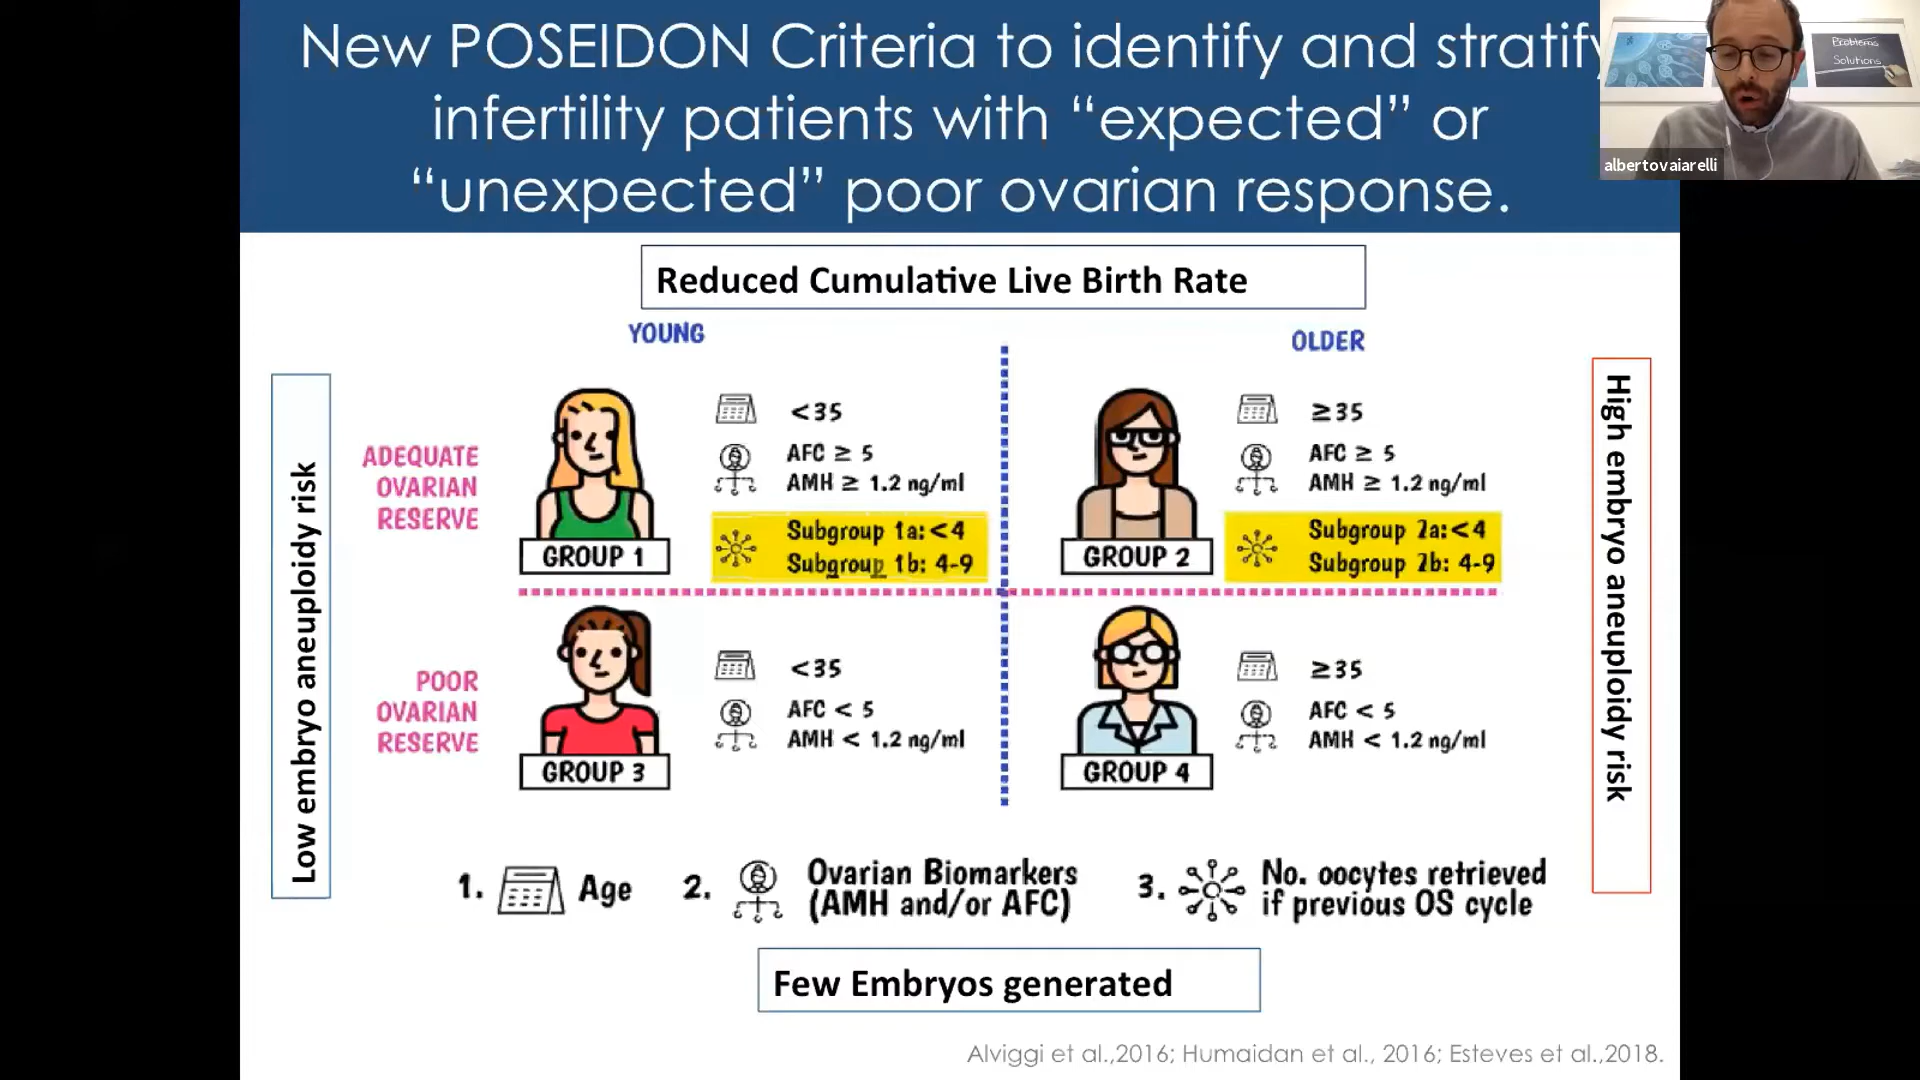 New POSEIDON Criteria to identify and stratify
infertility patients with “expected” or
“unexpected” poor ovarian response.
Problems
Solutions
albertovaiarelli
Reduced Cumulative Live Birth Rate
YOUNG
OLDER
Low embryo aneuploidy risk
High embryo aneuploidy risk
ADEQUATE
OVARIAN
RESERVE
GROUP 1
<35
AFC ≥ 5
AMH ≥ 1.2 ng/ml
Subgroup 1a: <4
Subgroup 1b: 4-9
GROUP 2
≥35
AFC ≥ 5
AMH ≥ 1.2 ng/ml
Subgroup 2a: <4
Subgroup 2b: 4-9
POOR
OVARIAN
RESERVE
GROUP 3
<35
AFC < 5
AMH < 1.2 ng/ml
GROUP 4
≥35
AFC < 5
AMH < 1.2 ng/ml
1. Age
2. Ovarian Biomarkers
(AMH and/or AFC)
3. No. oocytes retrieved
if previous OS cycle
Few Embryos generated
Alviggi et al.,2016; Humaidan et al., 2016; Esteves et al.,2018.